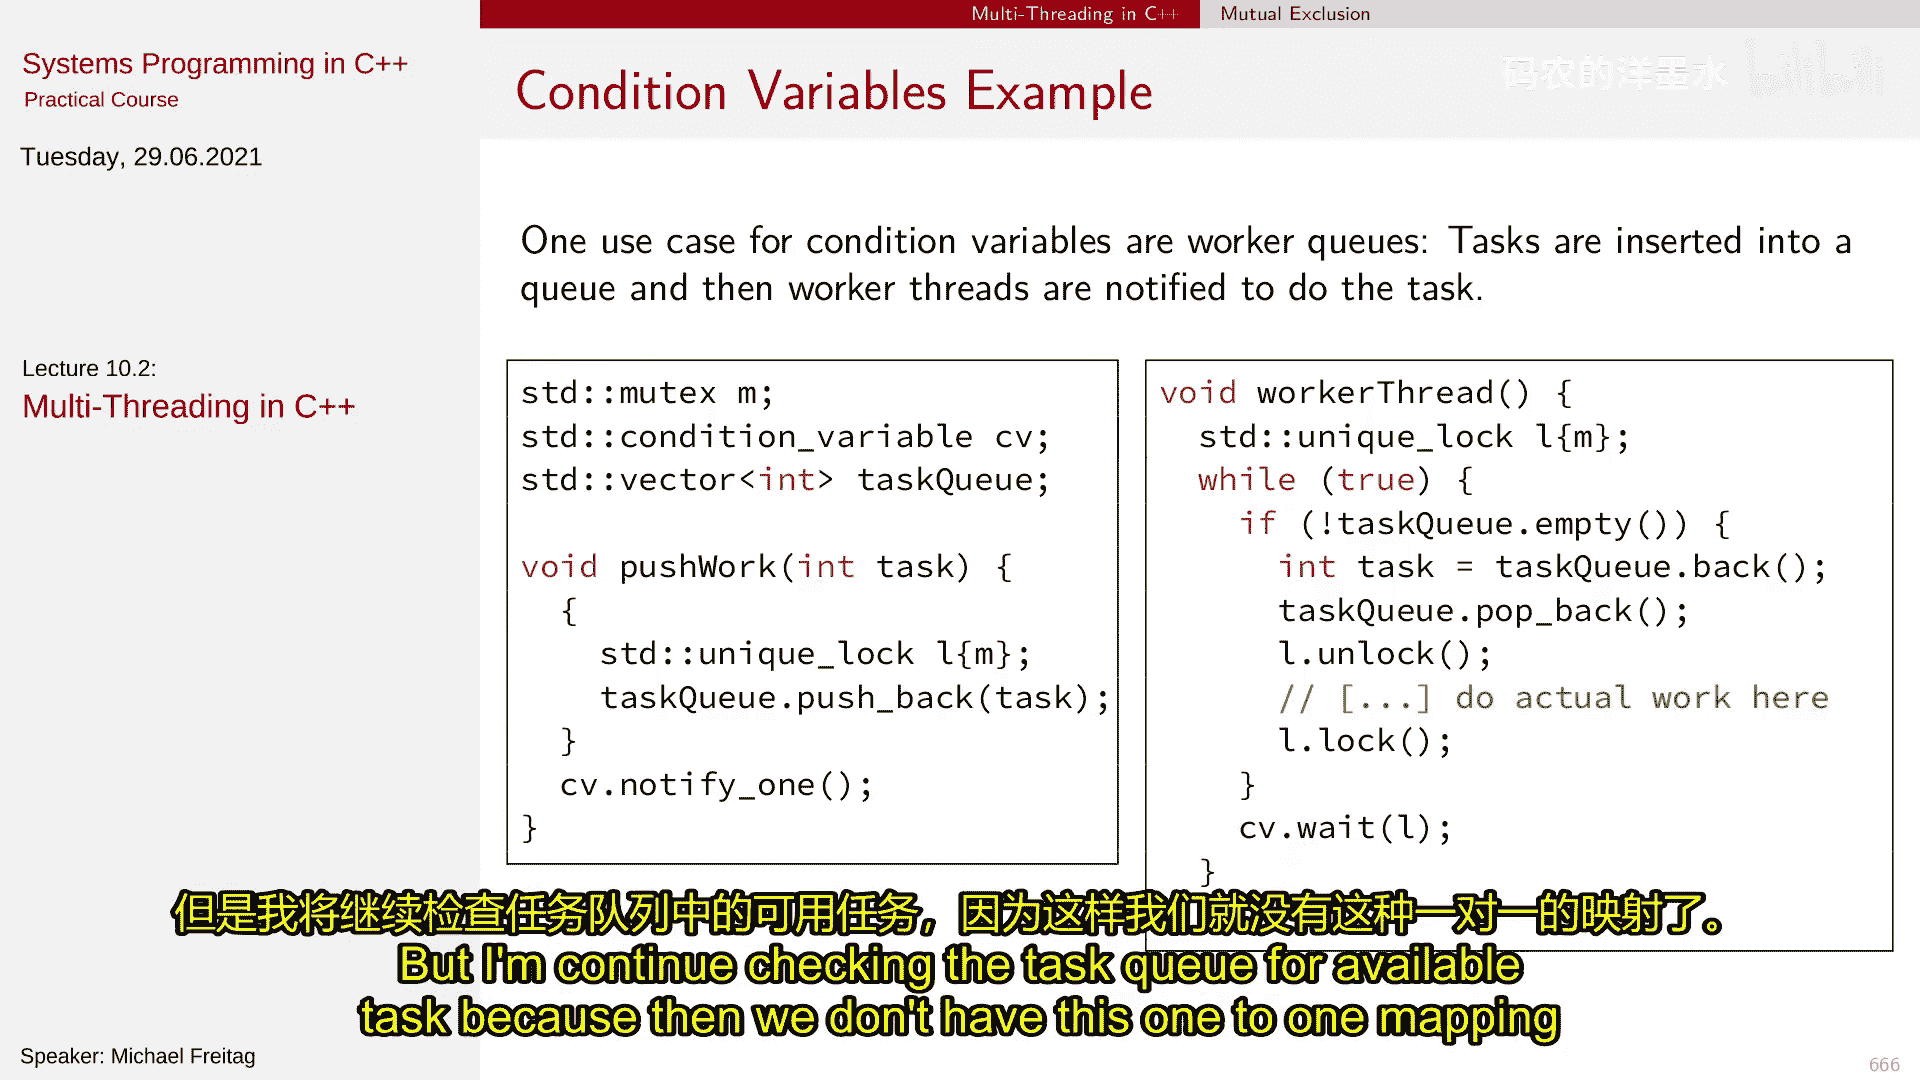 Multi-Threading in C++ Mutual Exclusion
Systems Programming in C++
Practical Course
Tuesday, 29.06.2021
Lecture 10.2:
Multi-Threading in C++
Condition Variables Example
码农的洋墨水 bilibili
One use case for condition variables are worker queues: Tasks are inserted into a
queue and then worker threads are notified to do the task.
std::mutex m;
std::condition_variable cv;
std::vector<int> taskQueue;
void pushWork(int task) {
{
std::unique_lock l{m};
taskQueue.push_back(task);
}
cv.notify_one();
}
void workerThread() {
std::unique_lock l{m};
while (true) {
if (!taskQueue.empty()) {
int task = taskQueue.back();
taskQueue.pop_back();
l.unlock();
// [...] do actual work here
l.lock();
}
cv.wait(l);
}
但是我将继续检查任务队列中的可用任务，因为这样我们就没有这种一对一的映射了。
But I'm continue checking the task queue for available
task because then we don't have this one to one mapping
Speaker: Michael Freitag
666